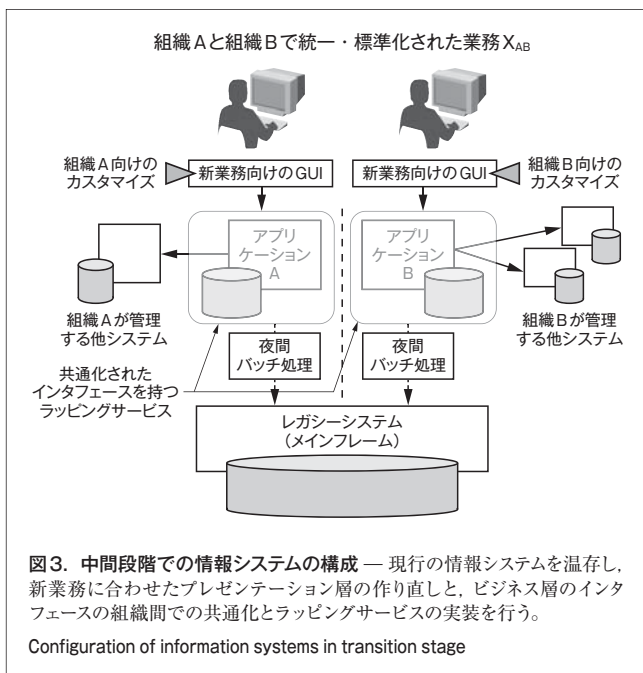 組織Aと組織Bで統一・標準化された業務XAB
組織A向けの
カスタマイズ
新業務向けのGUI
新業務向けのGUI
組織B向けの
カスタマイズ
アプリ
ケーション
A
アプリ
ケーション
B
組織Aが管理
する他システム
組織Bが管理
する他システム
共通化された
インタフェースを持つ
ラッピングサービス
夜間
バッチ処理
夜間
バッチ処理
レガシーシステム
(メインフレーム)
図3. 中間段階での情報システムの構成 — 現行の情報システムを温存し,
新業務に合わせたプレゼンテーション層の作り直しと, ビジネス層のインタ
フェースの組織間での共通化とラッピングサービスの実装を行う。
Configuration of information systems in transition stage